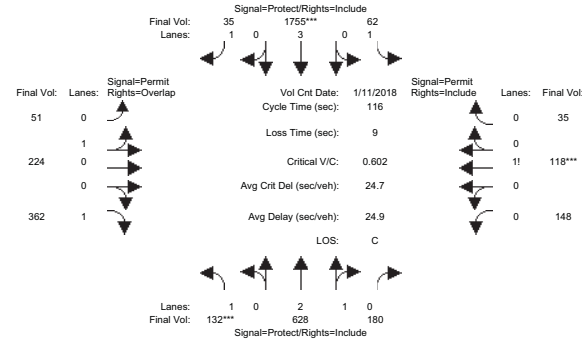 Signal=Protect/Rights=Include
Final Vol: 35 1755*** 62
Lanes: 1 0 3 0 1
Signal=Permit Signal=Permit
Final Vol: Lanes: Rights=Overlap Vol Cnt Date: 1/11/2018 Rights=Include Lanes: Final Vol:
Cycle Time (sec): 116
51 0 0 35
Loss Time (sec): 9
1 0
224 0 Critical V/C: 0.602 1! 118***
0 Avg Crit Del (sec/veh): 24.7 0
362 1 Avg Delay (sec/veh): 24.9 0 148
LOS: C
Lanes: 1 0 2 1 0
Final Vol: 132*** 628 180
Signal=Protect/Rights=Include